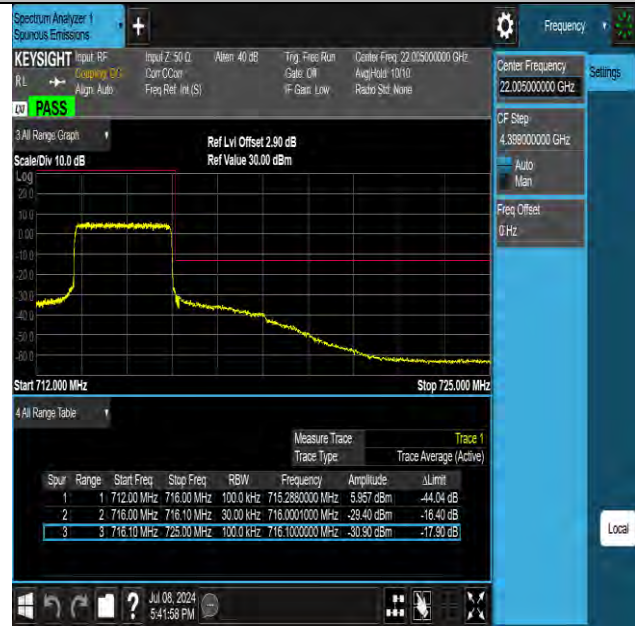 Spectrum Analyzer 1
Spurious Emissions
+
Frequency
KEYSIGHT
RL
Input: RF
Coupling: DC
Align: Auto
Input Z: 50 Ω
Corr CCorr
Freq Ref: Int (S)
Atten: 40 dB
Trig: Free Run
Gate: Off
IF Gain: Low
Center Freq: 22.005000000 GHz
Avg|Hold: 10/10
Radio Std: None
LXI PASS
3 All Range Graph
Scale/Div 10.0 dB
Ref Lvl Offset 2.90 dB
Ref Value 30.00 dBm
Log
20.0
10.0
0.00
-10.0
-20.0
-30.0
-40.0
-50.0
-60.0
Start 712.000 MHz
Stop 725.000 MHz
4 All Range Table
Measure Trace Trace 1
Trace Type Trace Average (Active)
Spur Range Start Freq Stop Freq RBW Frequency Amplitude ΔLimit
1 1 712.00 MHz 716.00 MHz 100.0 kHz 715.2880000 MHz 5.957 dBm -44.04 dB
2 2 716.00 MHz 716.10 MHz 30.00 kHz 716.0001000 MHz -29.40 dBm -16.40 dB
3 3 716.10 MHz 725.00 MHz 100.0 kHz 716.1000000 MHz -30.90 dBm -17.90 dB
Center Frequency
22.005000000 GHz
Settings
CF Step
4.399000000 GHz
Auto
Man
Freq Offset
0 Hz
Local
?
Jul 08, 2024
5:41:58 PM